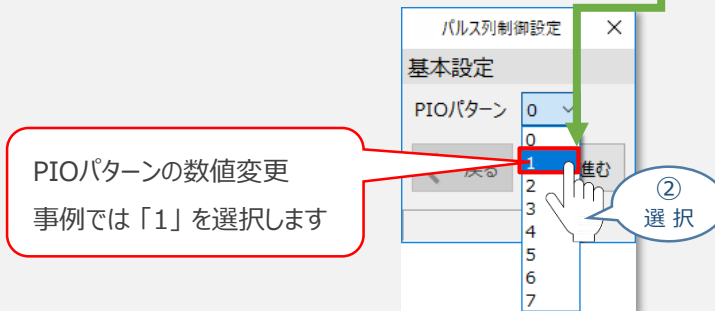 パルス列制御設定 ×
基本設定
PIOパターン 0
0
1
2
3
4
5
6
7
戻る
進む
PIOパターンの数値変更
事例では「1」を選択します
②
選択